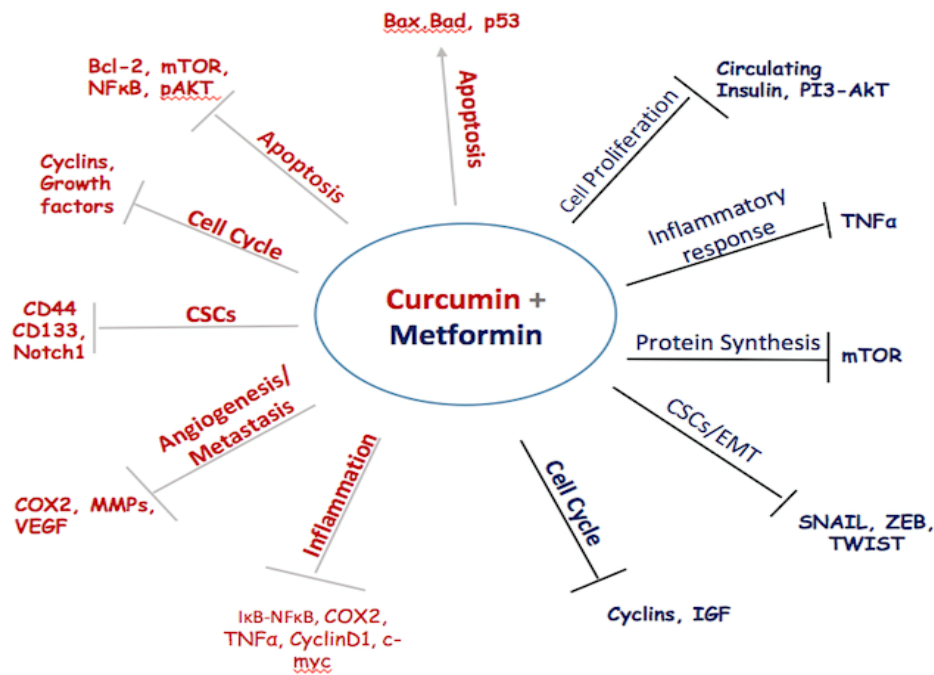 Bax,Bad, p53
Apoptosis
Bcl-2, mTOR,
NFκB, pAKT
Apoptosis
Cyclins,
Growth
factors
Cell Cycle
CD44
CD133,
Notch1
CSCs
Angiogenesis/
Metastasis
COX2, MMPs,
VEGF
Inflammation
IκB-NFκB, COX2,
TNFα, CyclinD1, c-
myc
Curcumin +
Metformin
Circulating
Insulin, PI3-AkT
Cell Proliferation
Inflammatory
response
TNFα
Protein Synthesis
mTOR
CSCs/EMT
SNAIL, ZEB,
TWIST
Cell Cycle
Cyclins, IGF